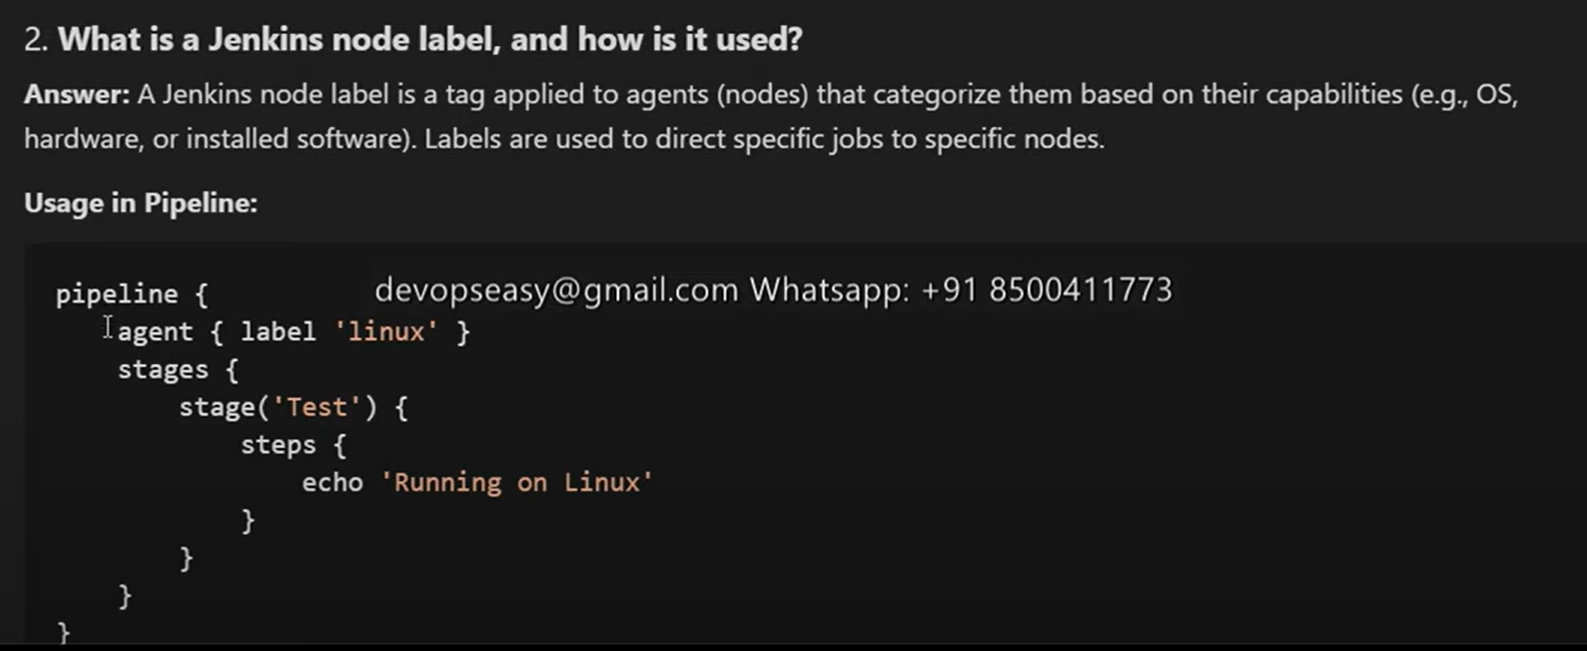 2. What is a Jenkins node label, and how is it used?
Answer: A Jenkins node label is a tag applied to agents (nodes) that categorize them based on their capabilities (e.g., OS,
hardware, or installed software). Labels are used to direct specific jobs to specific nodes.
Usage in Pipeline:
pipeline {
devopseasy@gmail.com Whatsapp: +91 8500411773
agent { label 'linux' }
stages {
stage('Test') {
steps {
echo 'Running on Linux'
}
}
}
}